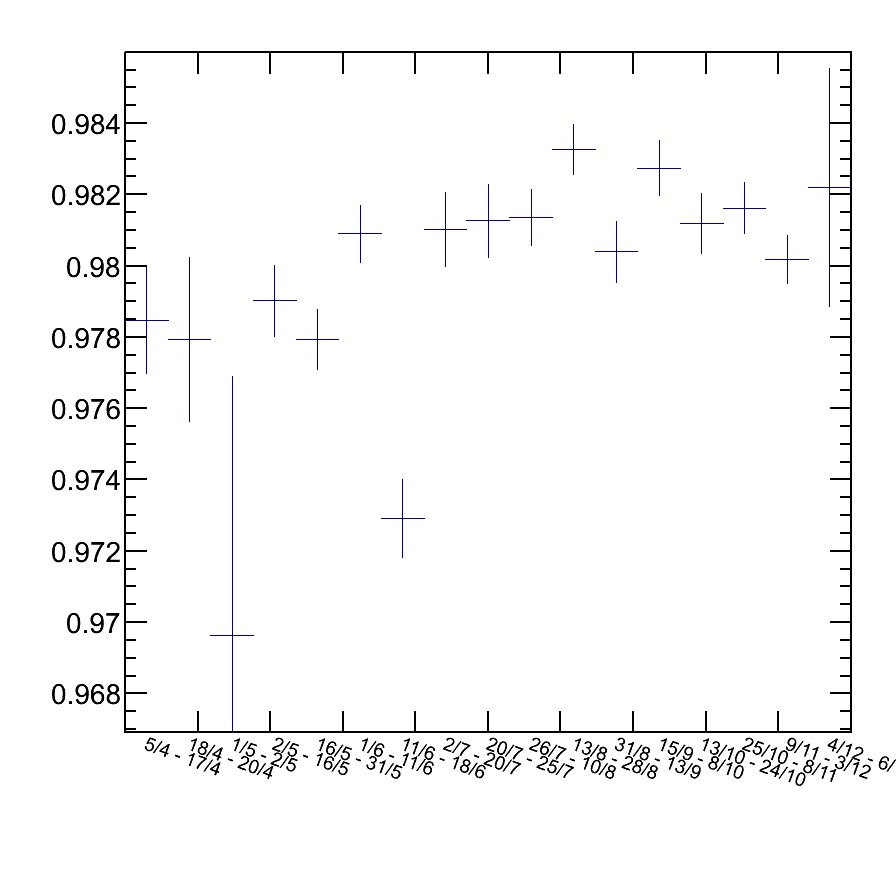 0.984
0.982
0.98
0.978
0.976
0.974
0.972
0.97
0.968
5/4 - 17/4
18/4 - 20/4
1/5 - 2/5
2/5 - 16/5
16/5 - 31/5
1/6 - 11/6
11/6 - 18/6
2/7 - 20/7
20/7 - 25/7
26/7 - 10/8
13/8 - 28/8
31/8 - 13/9
15/9 - 8/10
13/10 - 24/10
25/10 - 8/11
9/11 - 3/12
4/12 - 6/